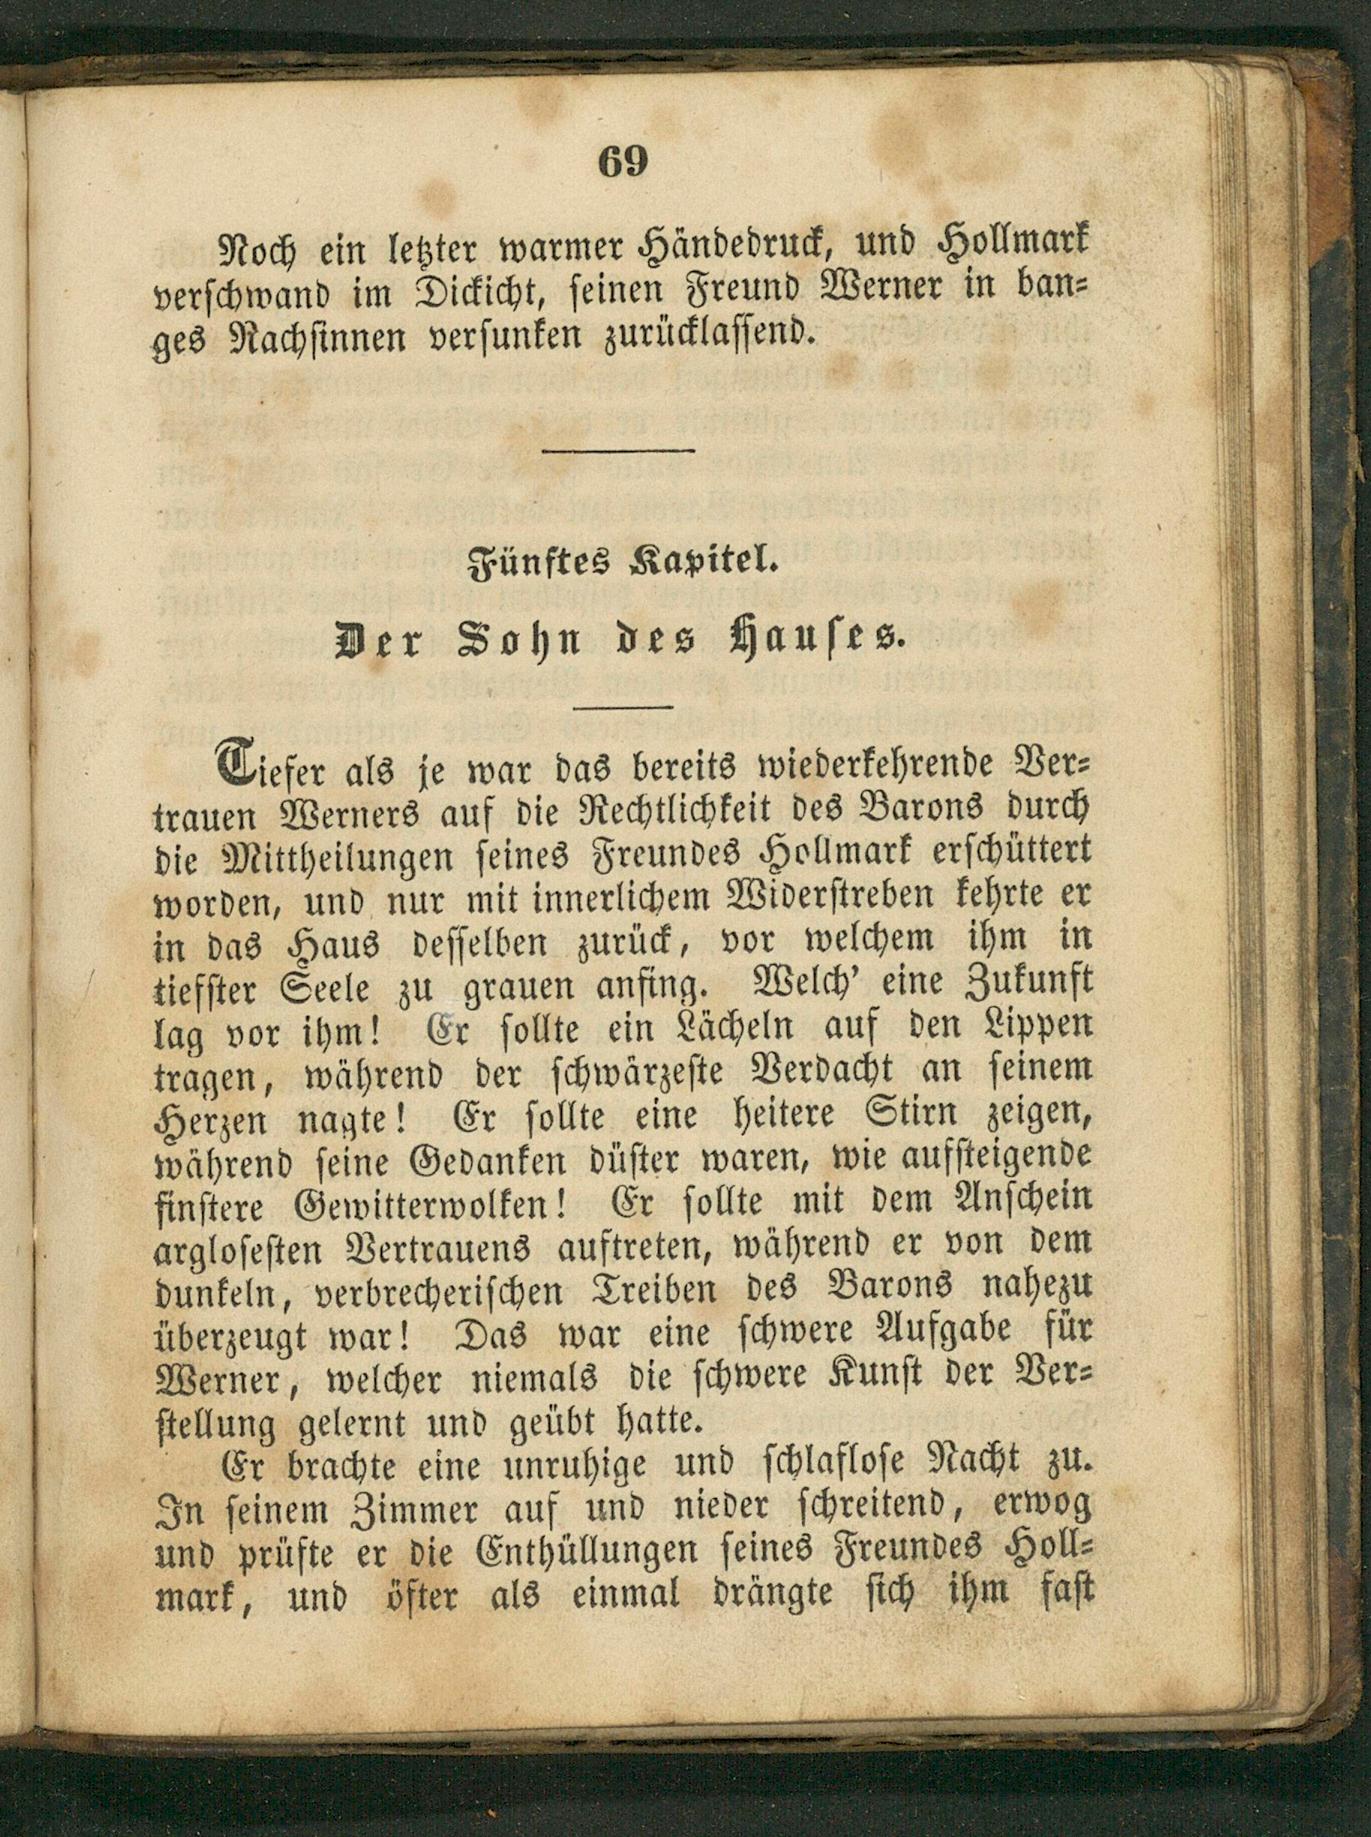 69
Noch ein letzter warmer Händedruck, und Hollmark
verschwand im Dickicht, seinen Freund Werner in ban-
ges Nachsinnen versunken zurücklassend.
Fünftes Kapitel.
Der Sohn des Hauses.
Tiefer als je war das bereits wiederkehrende Ver-
trauen Werners auf die Rechtlichkeit des Barons durch
die Mittheilungen seines Freundes Hollmark erschüttert
worden, und nur mit innerlichem Widerstreben kehrte er
in das Haus desselben zurück, vor welchem ihm in
tiefster Seele zu grauen anfing. Welch' eine Zukunft
lag vor ihm! Er sollte ein Lächeln auf den Lippen
tragen, während der schwärzeste Verdacht an seinem
Herzen nagte! Er sollte eine heitere Stirn zeigen,
während seine Gedanken düster waren, wie aufsteigende
finstere Gewitterwolken! Er sollte mit dem Anschein
arglosesten Vertrauens auftreten, während er von dem
dunkeln, verbrecherischen Treiben des Barons nahezu
überzeugt war! Das war eine schwere Aufgabe für
Werner, welcher niemals die schwere Kunst der Ver-
stellung gelernt und geübt hatte.
Er brachte eine unruhige und schlaflose Nacht zu.
In seinem Zimmer auf und nieder schreitend, erwog
und prüfte er die Enthüllungen seines Freundes Holl-
mark, und öfter als einmal drängte sich ihm fast